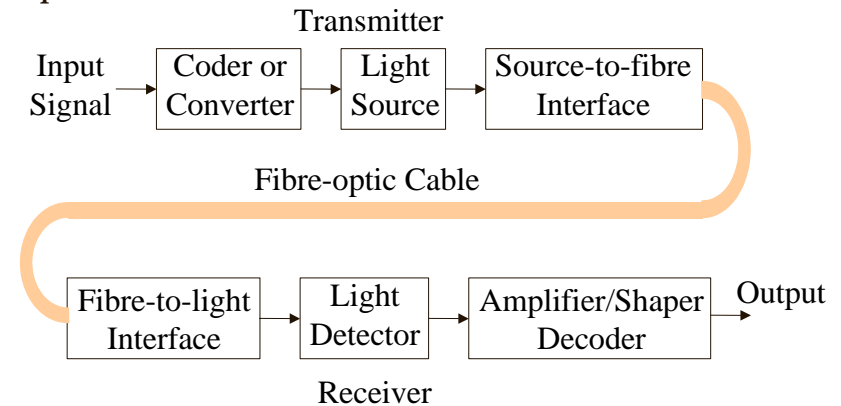 Transmitter
Input
Signal
Coder or
Converter
Light
Source
Source-to-fibre
Interface
Fibre-optic Cable
Fibre-to-light
Interface
Light
Detector
Amplifier/Shaper
Decoder
Output
Receiver